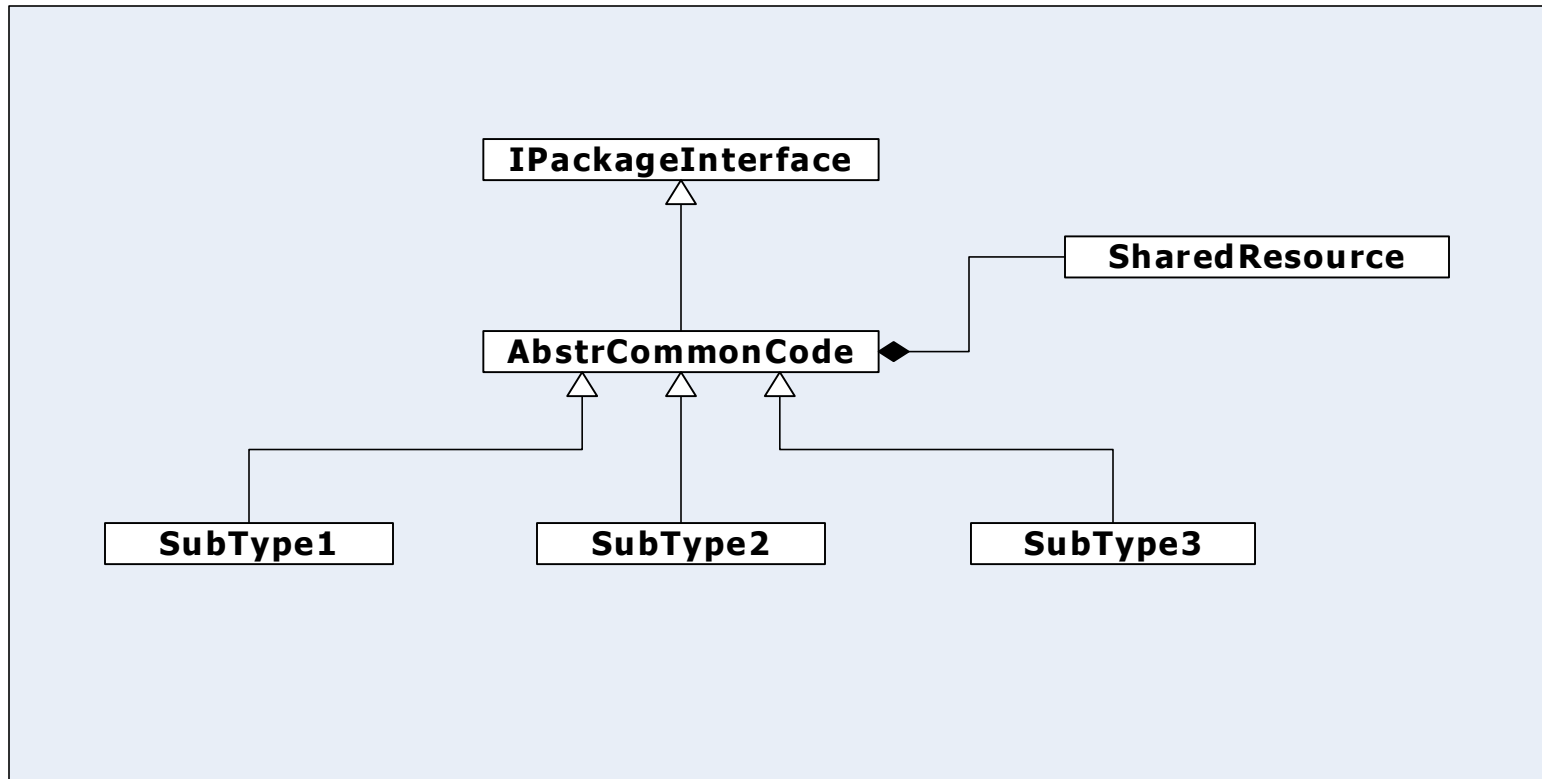 IPackageInterface
SharedResource
AbstrCommonCode
SubType1
SubType2
SubType3